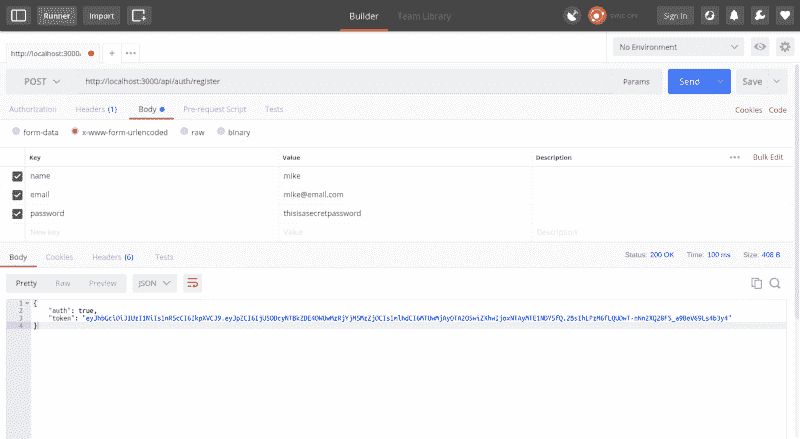 Runner Import Builder Team Library SYNC OFF Sign In
http://localhost:3000/ No Environment
POST http://localhost:3000/api/auth/register Params Send Save
Authorization Headers (1) Body Pre-request Script Tests Cookies Code
form-data x-www-form-urlencoded raw binary
Key Value Description Bulk Edit
name mike
email mike@email.com
password thisisasecretpassword
New key Value Description
Body Cookies Headers (6) Tests Status: 200 OK Time: 100 ms Size: 408 B
Pretty Raw Preview JSON
1 {
2 "auth": true,
3 "token":
4 }